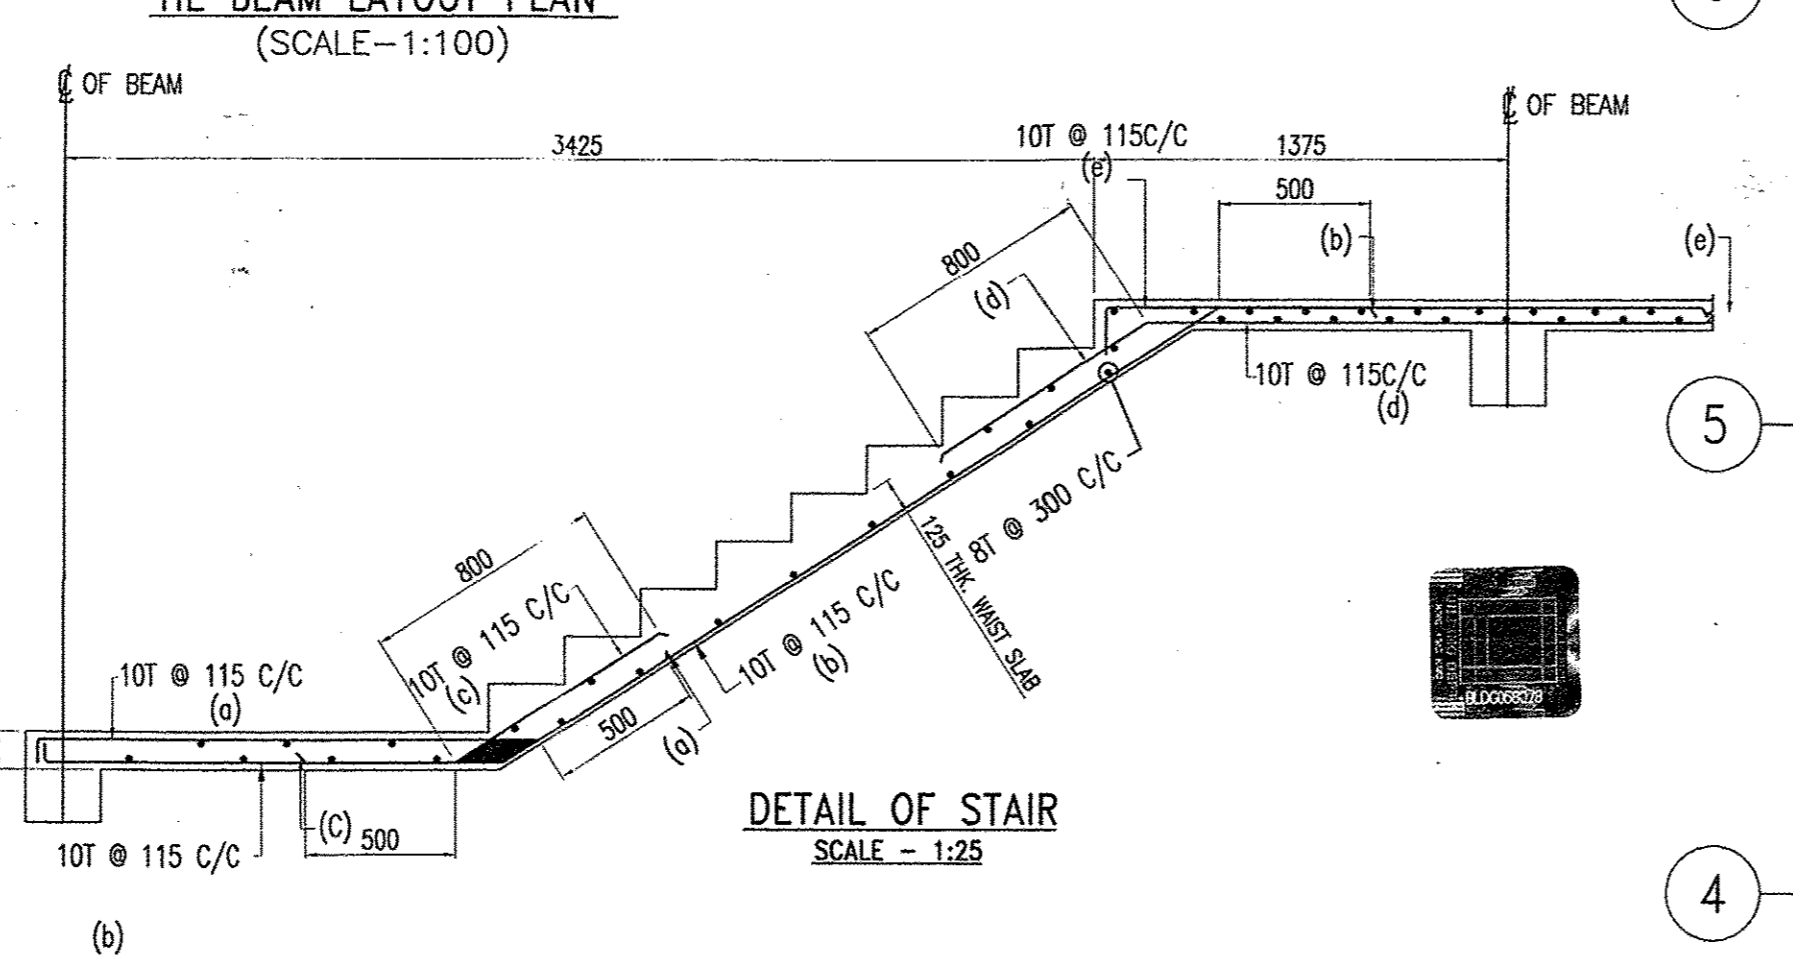 BEAM LAYOUT PLAN
(SCALE-1:100)
℄ OF BEAM
℄ OF BEAM
3425
10T @ 115C/C
(e)
1375
500
(b)
(e)
800
(d)
10T @ 115C/C
(d)
5
8T @ 300 C/C
125 THK. WAIST SLAB
800
10T @ 115 C/C
(c)
10T @ 115 C/C
(b)
10T @ 115 C/C
(a)
500
(a)
BLDG068378
(C)
500
10T @ 115 C/C
DETAIL OF STAIR
SCALE - 1:25
4
(b)